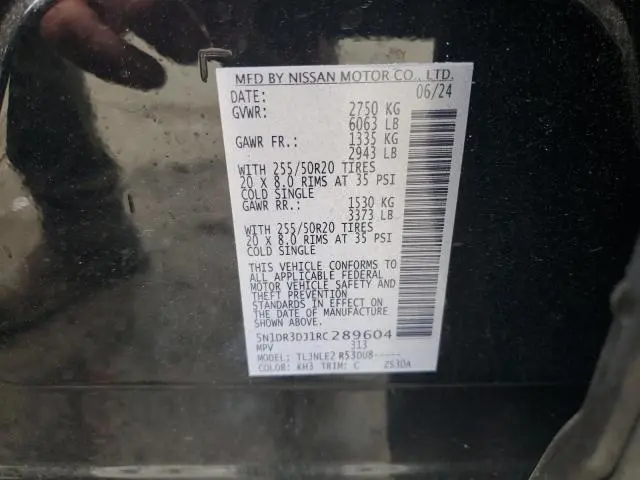 MFD BY NISSAN MOTOR CO., LTD.
DATE: 06/24
GVWR: 2750 KG
6063 LB
GAWR FR.: 1335 KG
2943 LB
WITH 255/50R20 TIRES
20 X 8.0 RIMS AT 35 PSI
COLD SINGLE
GAWR RR.: 1530 KG
3373 LB
WITH 255/50R20 TIRES
20 X 8.0 RIMS AT 35 PSI
COLD SINGLE
THIS VEHICLE CONFORMS TO
ALL APPLICABLE FEDERAL
MOTOR VEHICLE SAFETY AND
THEFT PREVENTION
STANDARDS IN EFFECT ON
THE DATE OF MANUFACTURE
SHOWN ABOVE.
5N1DR3DJ1RC289604
MPV 313
MODEL: TLJNLE2 R53DU8-----
COLOR: KH3 TRIM: C ZS30A